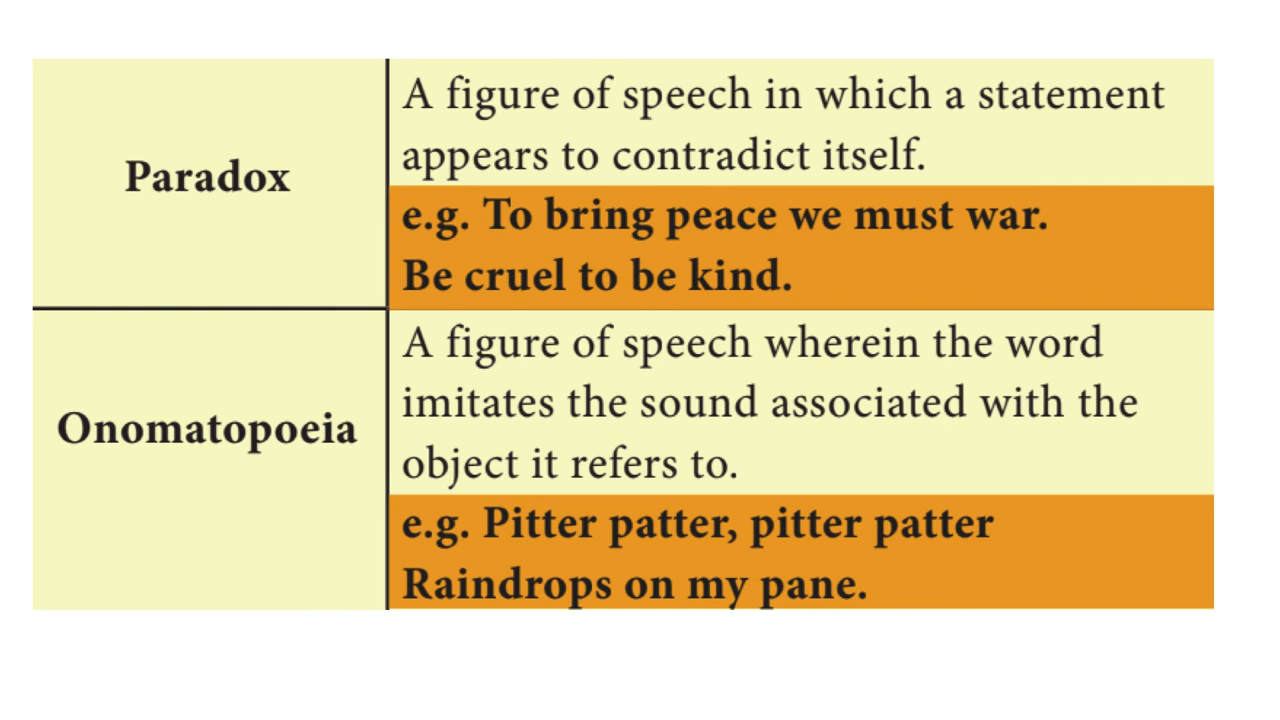 Paradox
A figure of speech in which a statement
appears to contradict itself.
e.g. To bring peace we must war.
Be cruel to be kind.
Onomatopoeia
A figure of speech wherein the word
imitates the sound associated with the
object it refers to.
e.g. Pitter patter, pitter patter
Raindrops on my pane.